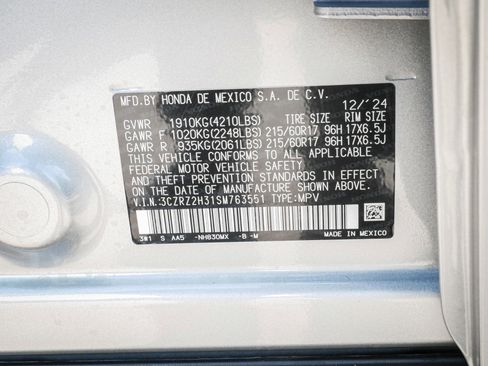 MFD.BY HONDA DE MEXICO S.A. DE C.V.
12/'24
GVWR 1910KG(4210LBS) TIRE SIZE RIM SIZE
GAWR F 1020KG(2248LBS) 215/60R17 96H 17X6.5J
GAWR R 935KG(2061LBS) 215/60R17 96H 17X6.5J
THIS VEHICLE CONFORMS TO ALL APPLICABLE
FEDERAL MOTOR VEHICLE SAFETY
AND THEFT PREVENTION STANDARDS IN EFFECT
ON THE DATE OF MANUFACTURE SHOWN ABOVE.
V.I.N.:3CZRZ2H31SM763551 TYPE:MPV
3W1 S AA5 -NH830MX -B -M
MADE IN MEXICO